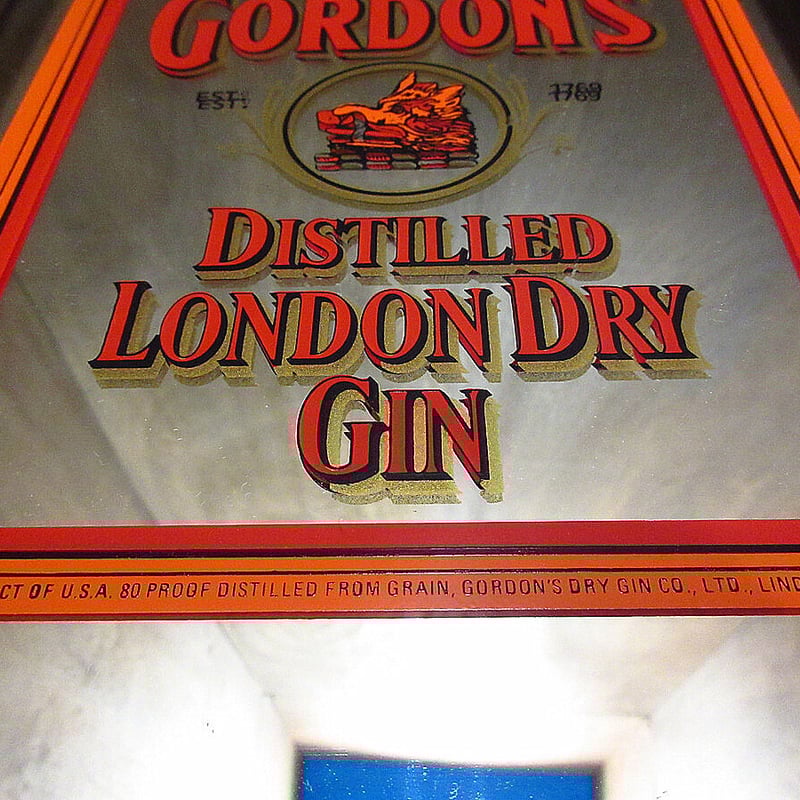 GORDON'S
EST: 1769
DISTILLED
LONDON DRY
GIN
CT OF U.S.A. 80 PROOF DISTILLED FROM GRAIN, GORDON'S DRY GIN CO., LTD., LIND